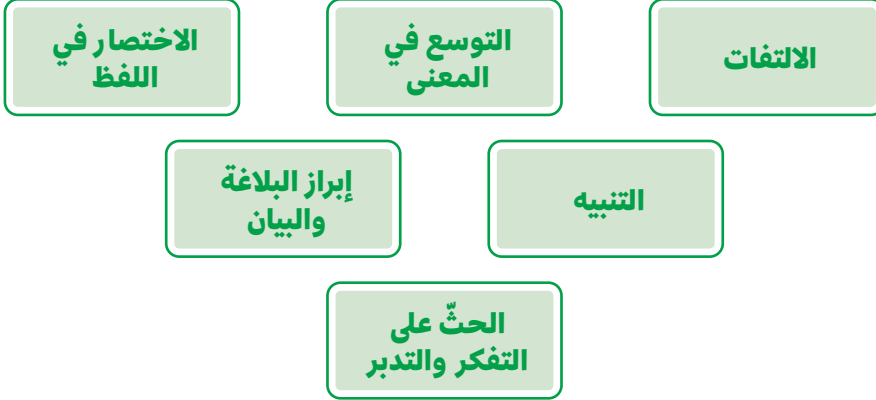 الالتفات
التوسع في
المعنى
الاختصار في
اللفظ
التنبيه
إبراز البلاغة
والبيان
الحثّ على
التفكر والتدبر